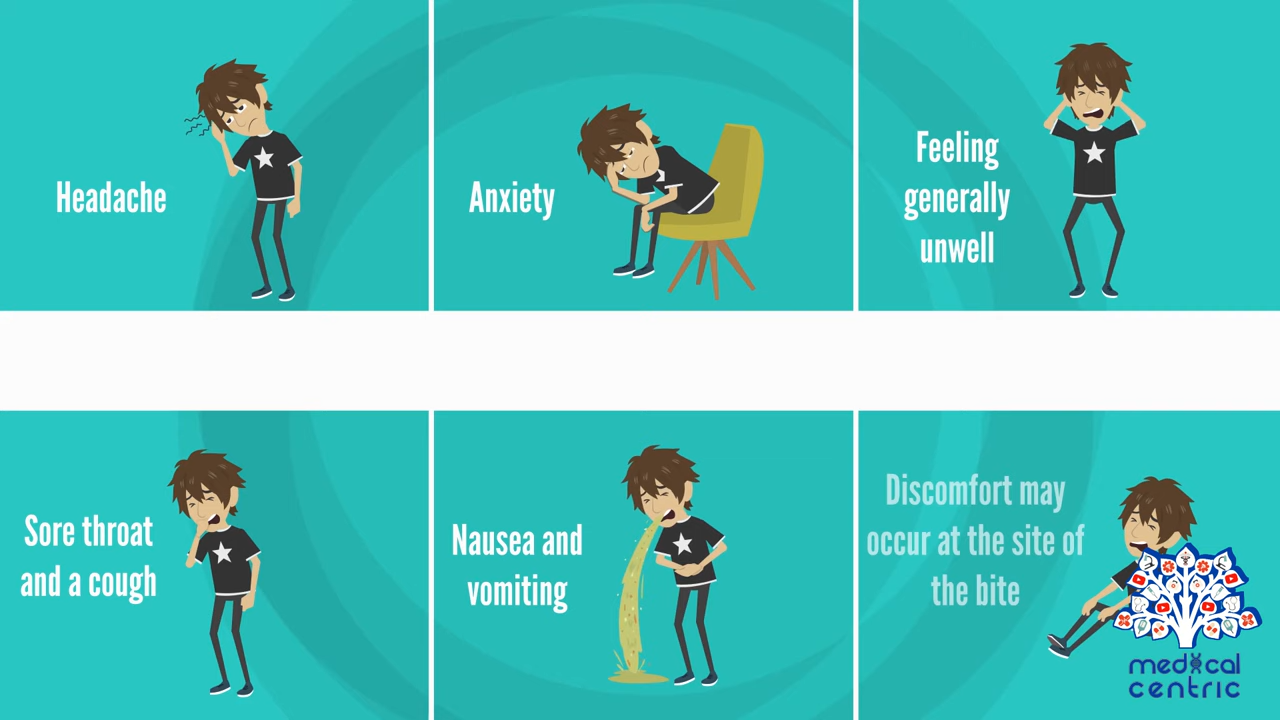 Headache
Anxiety
Feeling
generally
unwell
Sore throat
and a cough
Nausea and
vomiting
Discomfort may
occur at the site of
the bite
medical
centric